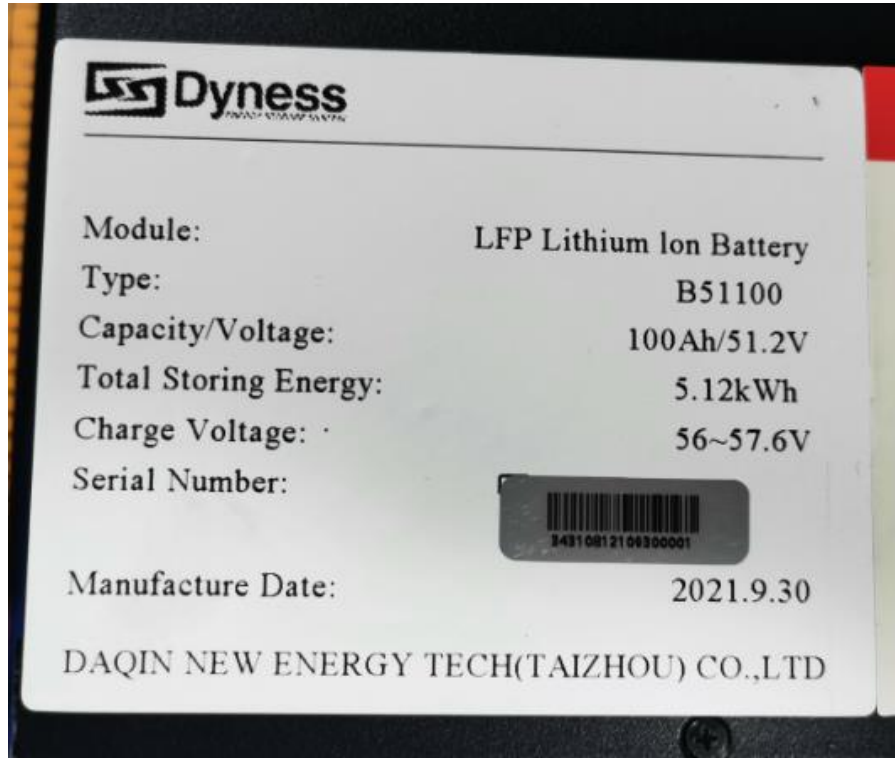 Dyness
Module: LFP Lithium lon Battery
Type: B51100
Capacity/Voltage: 100Ah/51.2V
Total Storing Energy: 5.12kWh
Charge Voltage: 56~57.6V
Serial Number:
Manufacture Date: 2021.9.30
DAQIN NEW ENERGY TECH(TAIZHOU) CO.,LTD